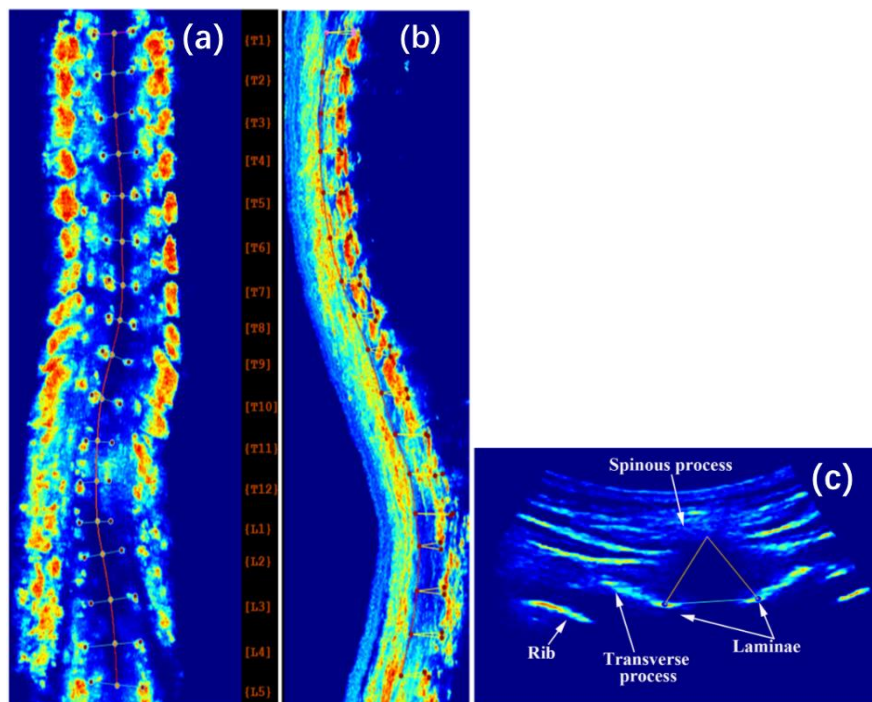 (a)
(b)
{T1}
[T2}
[T3}
[T4}
[T5}
[T6]
[T7]
[T8]
[T9]
[T10]
[T11}
{T12]
[L1}
[L2}
[L3}
[L4}
[L5}
(c)
Spinous process
Rib
Transverse
process
Laminae